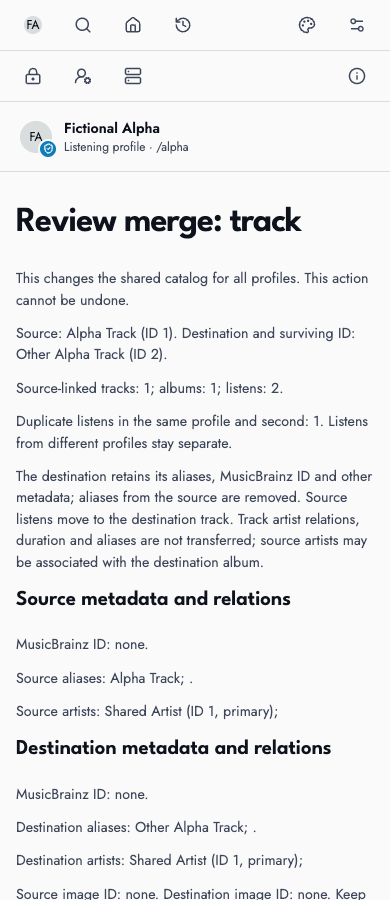 FA
FA
Fictional Alpha
Listening profile · /alpha
Review merge: track
This changes the shared catalog for all profiles. This action
cannot be undone.
Source: Alpha Track (ID 1). Destination and surviving ID:
Other Alpha Track (ID 2).
Source-linked tracks: 1; albums: 1; listens: 2.
Duplicate listens in the same profile and second: 1. Listens
from different profiles stay separate.
The destination retains its aliases, MusicBrainz ID and other
metadata; aliases from the source are removed. Source
listens move to the destination track. Track artist relations,
duration and aliases are not transferred; source artists may
be associated with the destination album.
Source metadata and relations
MusicBrainz ID: none.
Source aliases: Alpha Track; .
Source artists: Shared Artist (ID 1, primary);
Destination metadata and relations
MusicBrainz ID: none.
Destination aliases: Other Alpha Track; .
Destination artists: Shared Artist (ID 1, primary);
Source image ID: none. Destination image ID: none. Keep